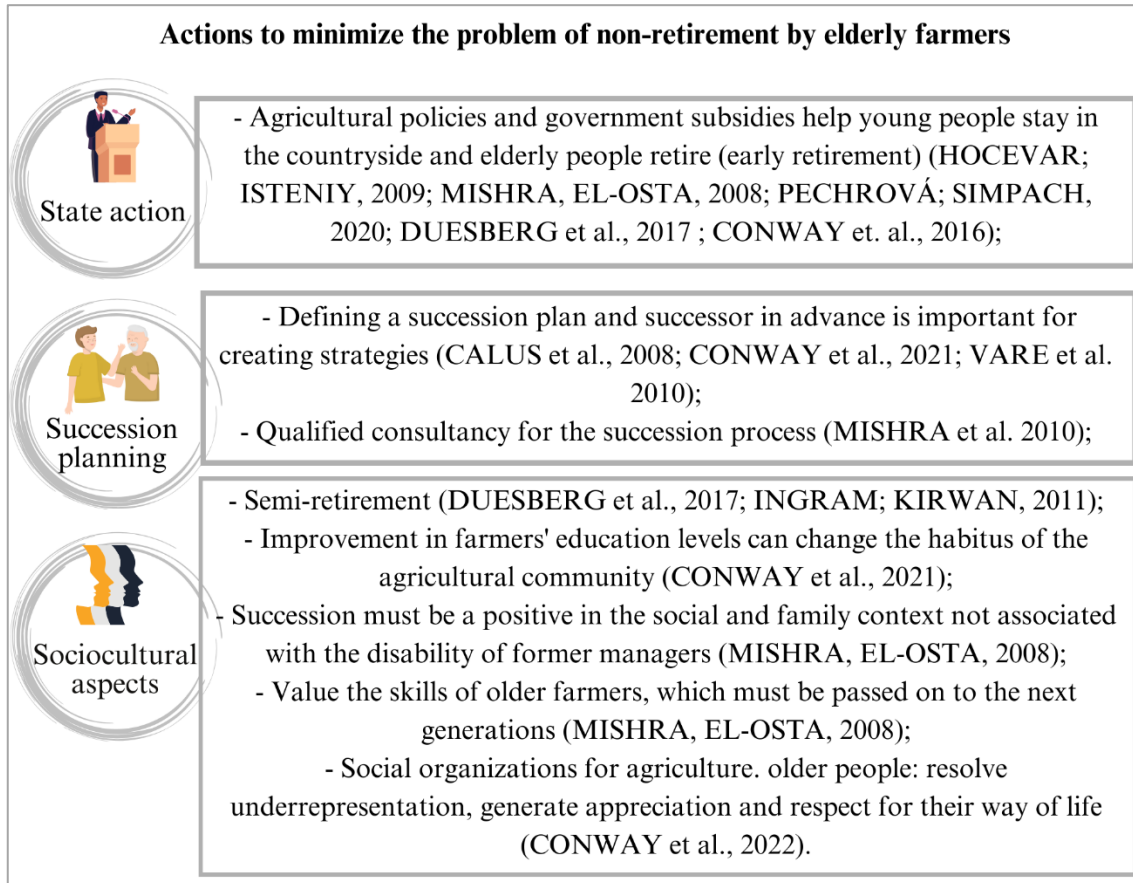 Actions to minimize the problem of non-retirement by elderly farmers
State action
- Agricultural policies and government subsidies help young people stay in
the countryside and elderly people retire (early retirement) (HOCEVAR;
ISTENIY, 2009; MISHRA, EL-OSTA, 2008; PECHROVÁ; SIMPACH,
2020; DUESBERG et al., 2017 ; CONWAY et. al., 2016);
Succession
planning
- Defining a succession plan and successor in advance is important for
creating strategies (CALUS et al., 2008; CONWAY et al., 2021; VARE et al.
2010);
- Qualified consultancy for the succession process (MISHRA et al. 2010);
Sociocultural
aspects
- Semi-retirement (DUESBERG et al., 2017; INGRAM; KIRWAN, 2011);
- Improvement in farmers' education levels can change the habitus of the
agricultural community (CONWAY et al., 2021);
- Succession must be a positive in the social and family context not associated
with the disability of former managers (MISHRA, EL-OSTA, 2008);
- Value the skills of older farmers, which must be passed on to the next
generations (MISHRA, EL-OSTA, 2008);
- Social organizations for agriculture. older people: resolve
underrepresentation, generate appreciation and respect for their way of life
(CONWAY et al., 2022).